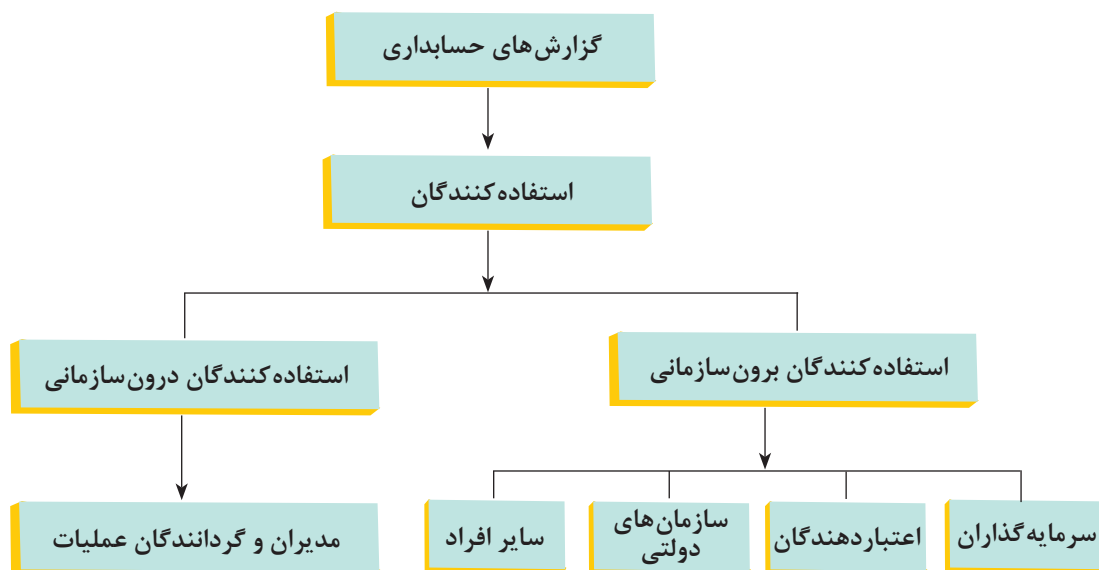 گزارش‌های حسابداری
استفاده‌کنندگان
استفاده‌کنندگان برون‌سازمانی
استفاده‌کنندگان درون‌سازمانی
سرمایه‌گذاران
اعتباردهندگان
سازمان‌های
دولتی
سایر افراد
مدیران و گردانندگان عملیات